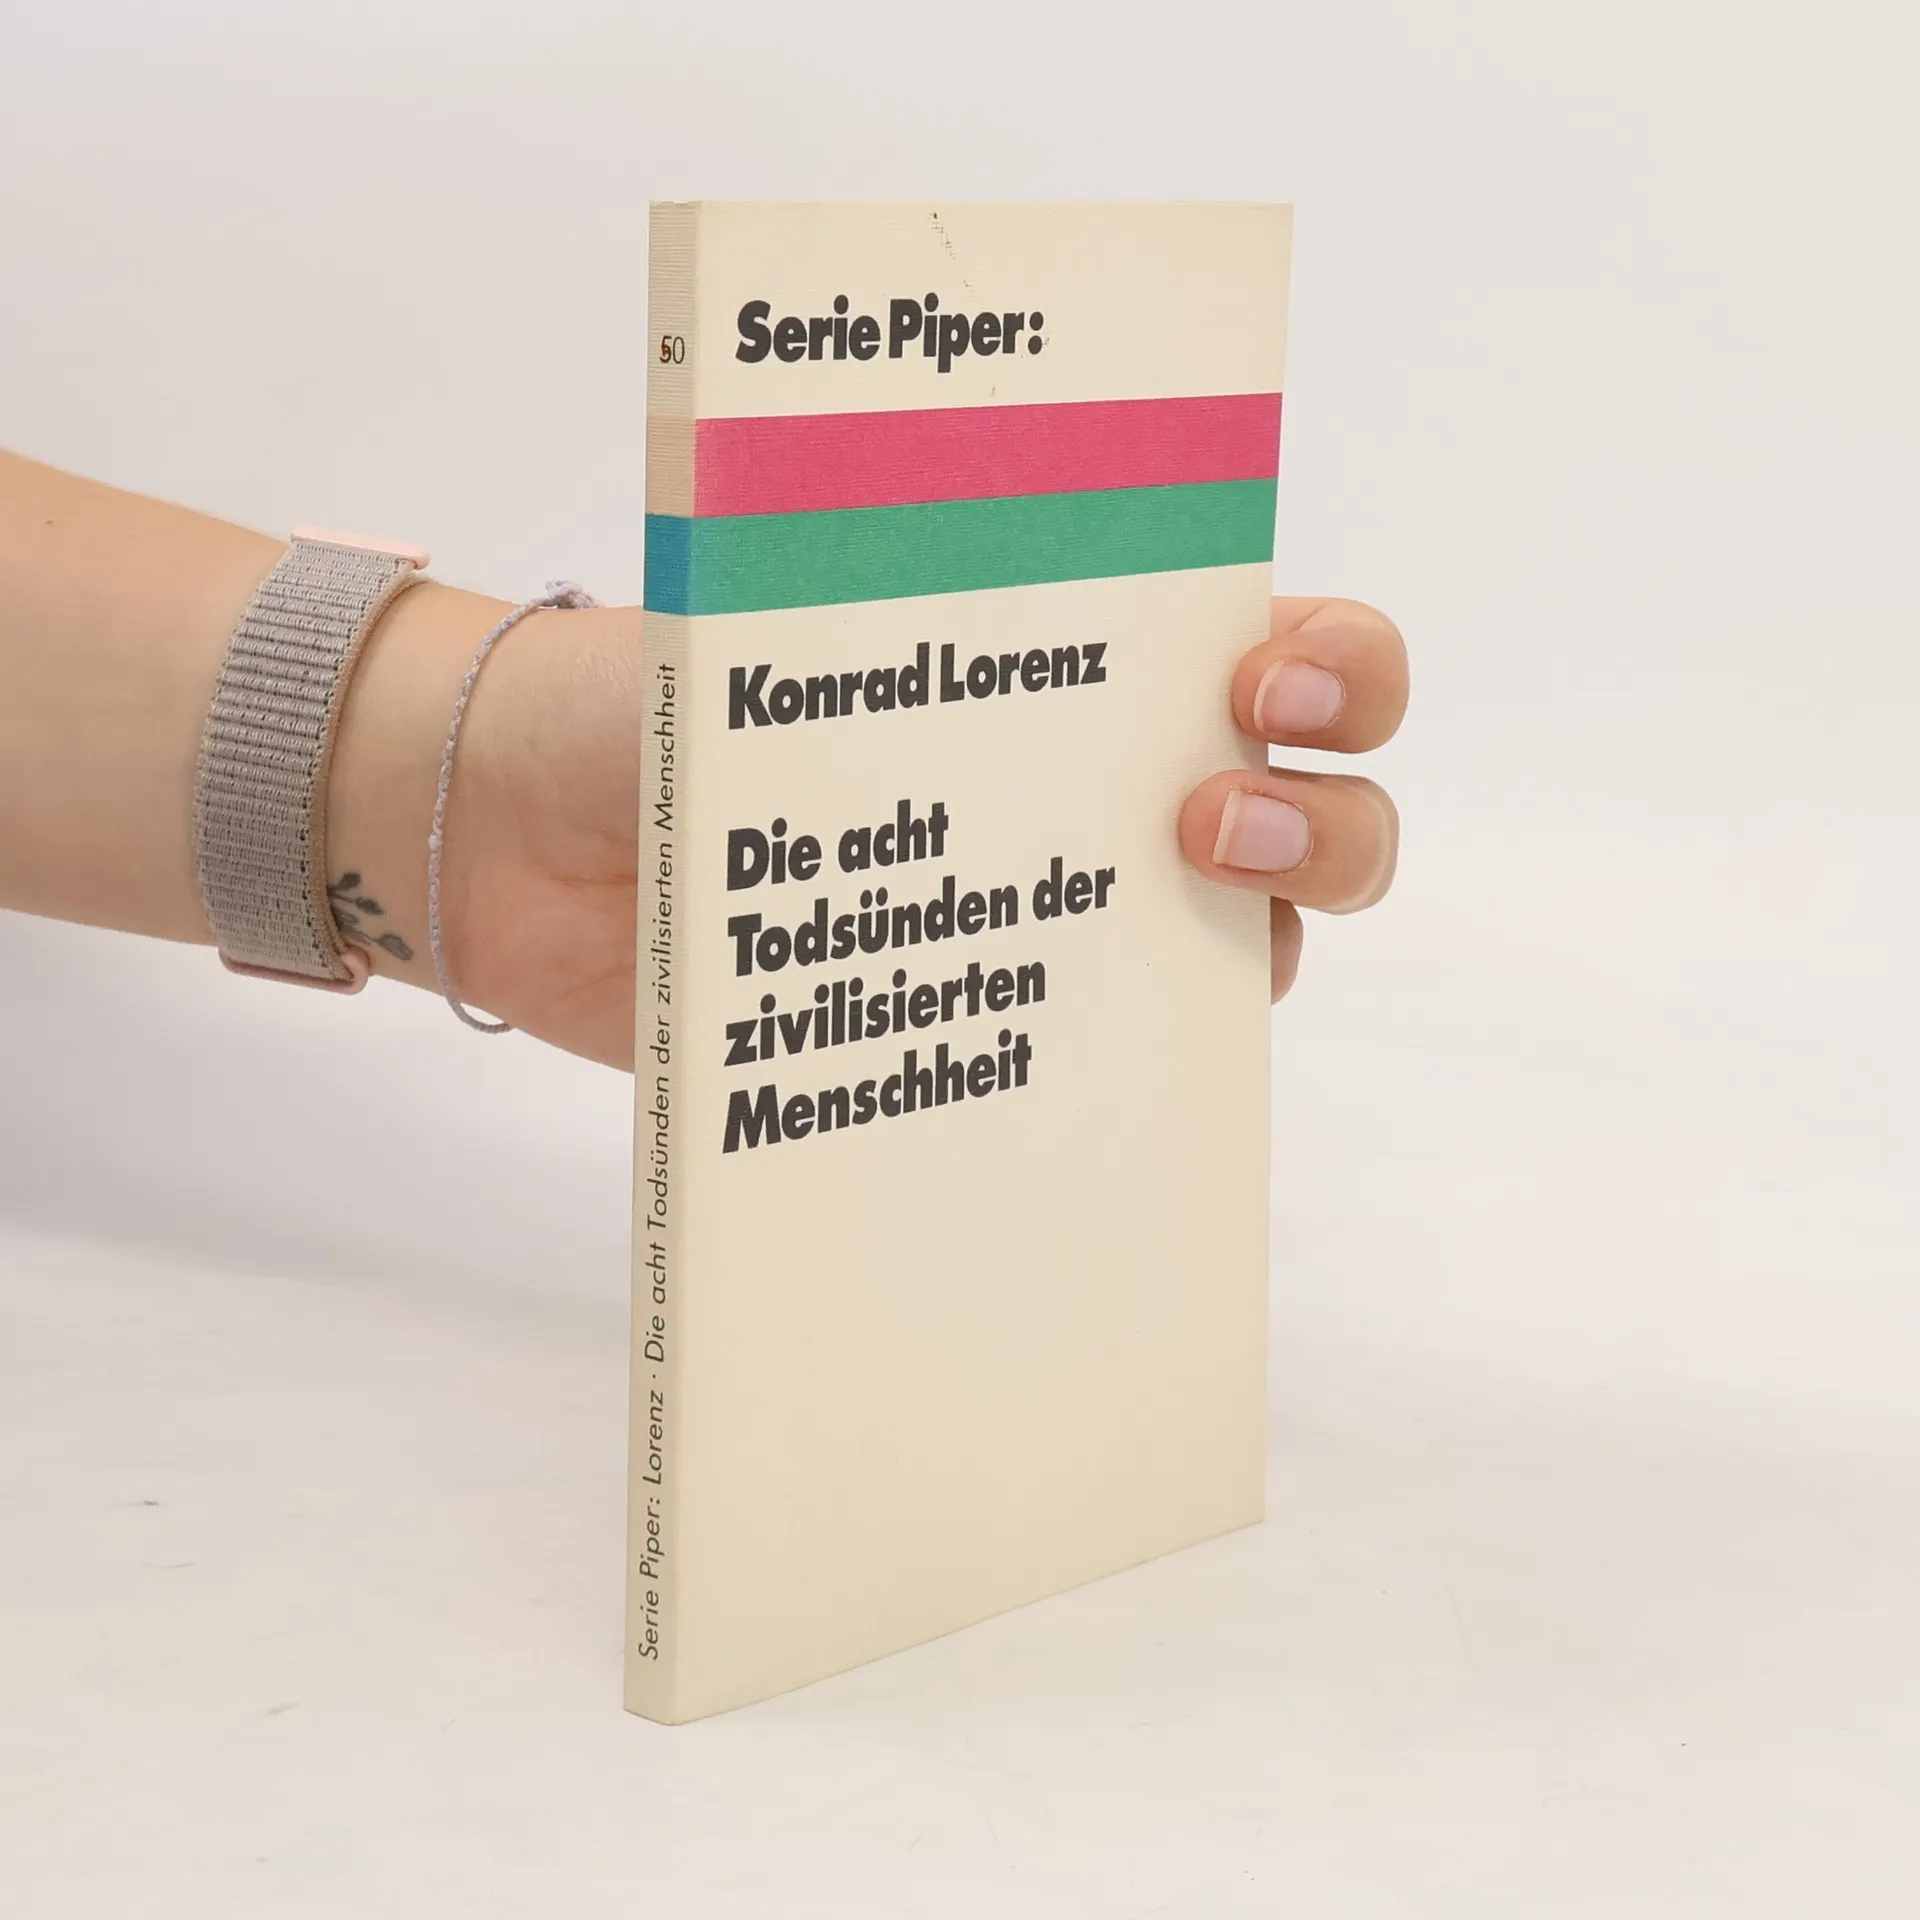 50
Serie Piper: Lorenz · Die acht Todsünden der zivilisierten Menschheit
Serie Piper:
Konrad Lorenz
Die acht
Todsünden der
zivilisierten
Menschheit